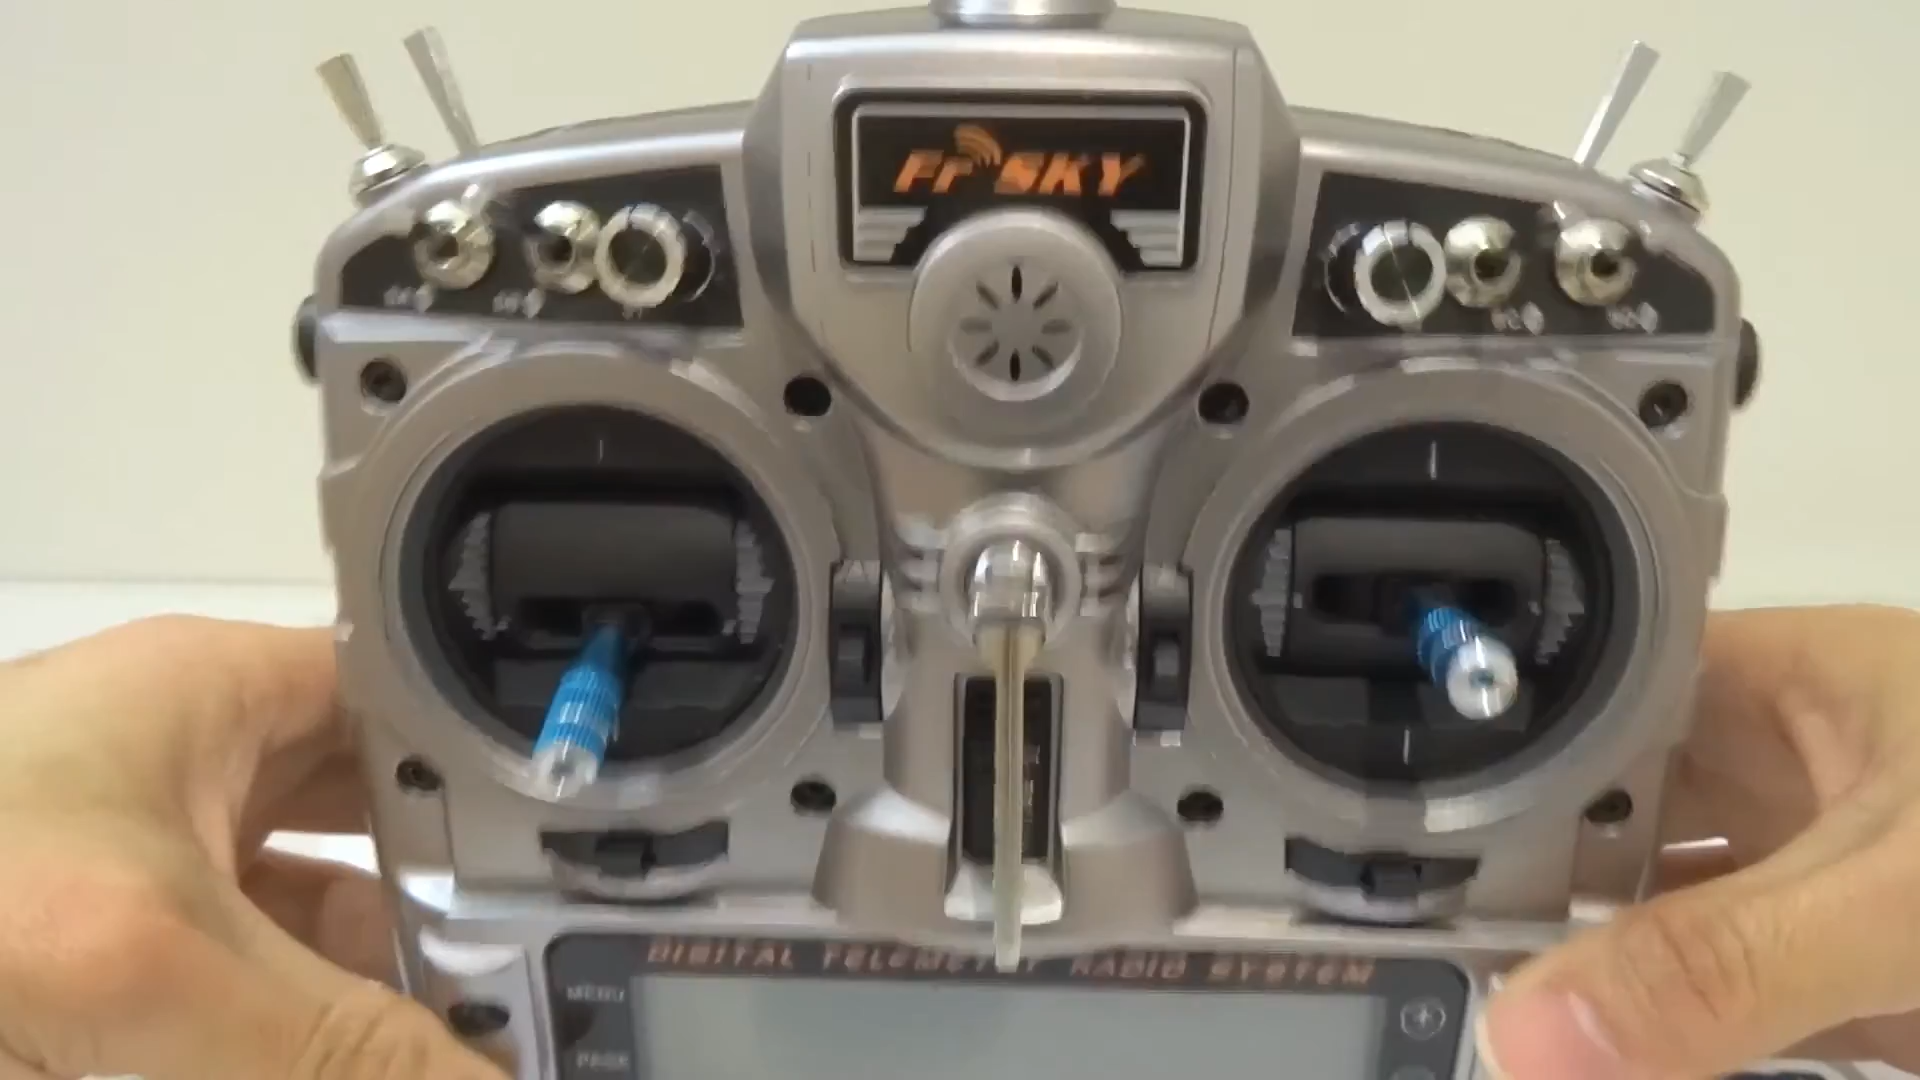 FrSKY
DIGITAL TELEMETRY RADIO SYSTEM
MENU
PAGE